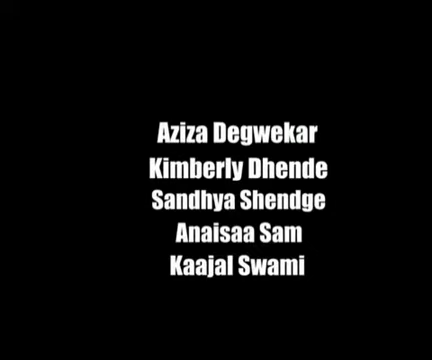 Aziza Degwekar
Kimberly Dhende
Sandhya Shendge
Anaisaa Sam
Kaajal Swami